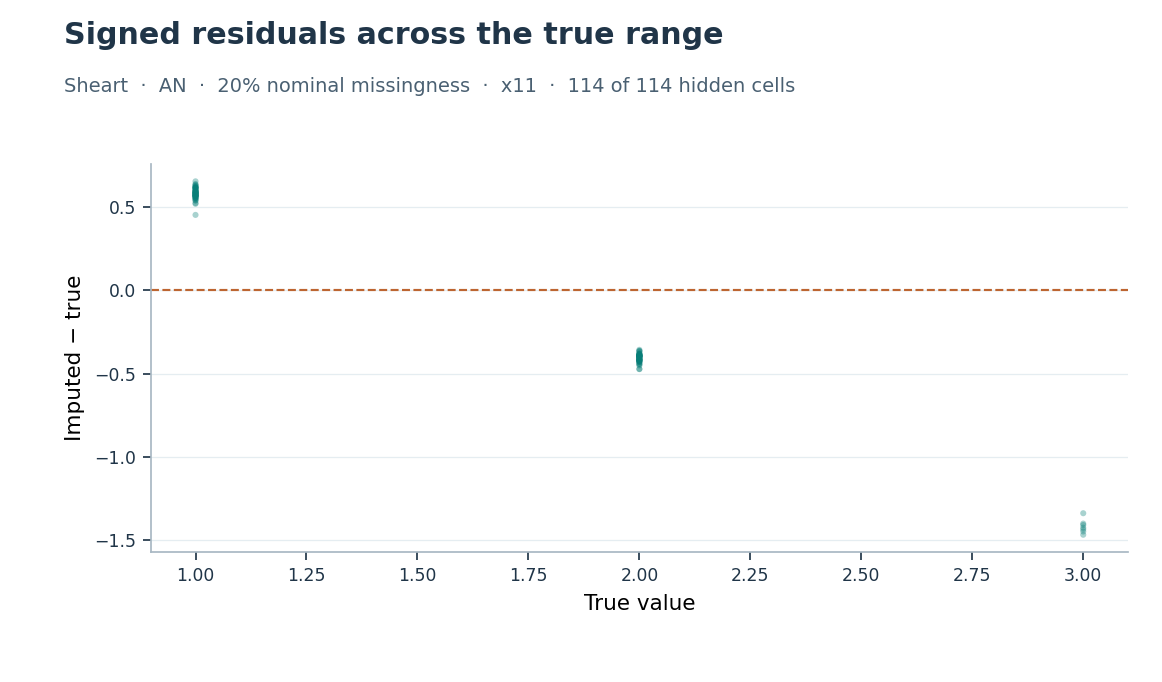 Signed residuals across the true range
Sheart · AN · 20% nominal missingness · x11 · 114 of 114 hidden cells
Imputed − true
0.5
0.0
−0.5
−1.0
−1.5
1.00 1.25 1.50 1.75 2.00 2.25 2.50 2.75 3.00
True value